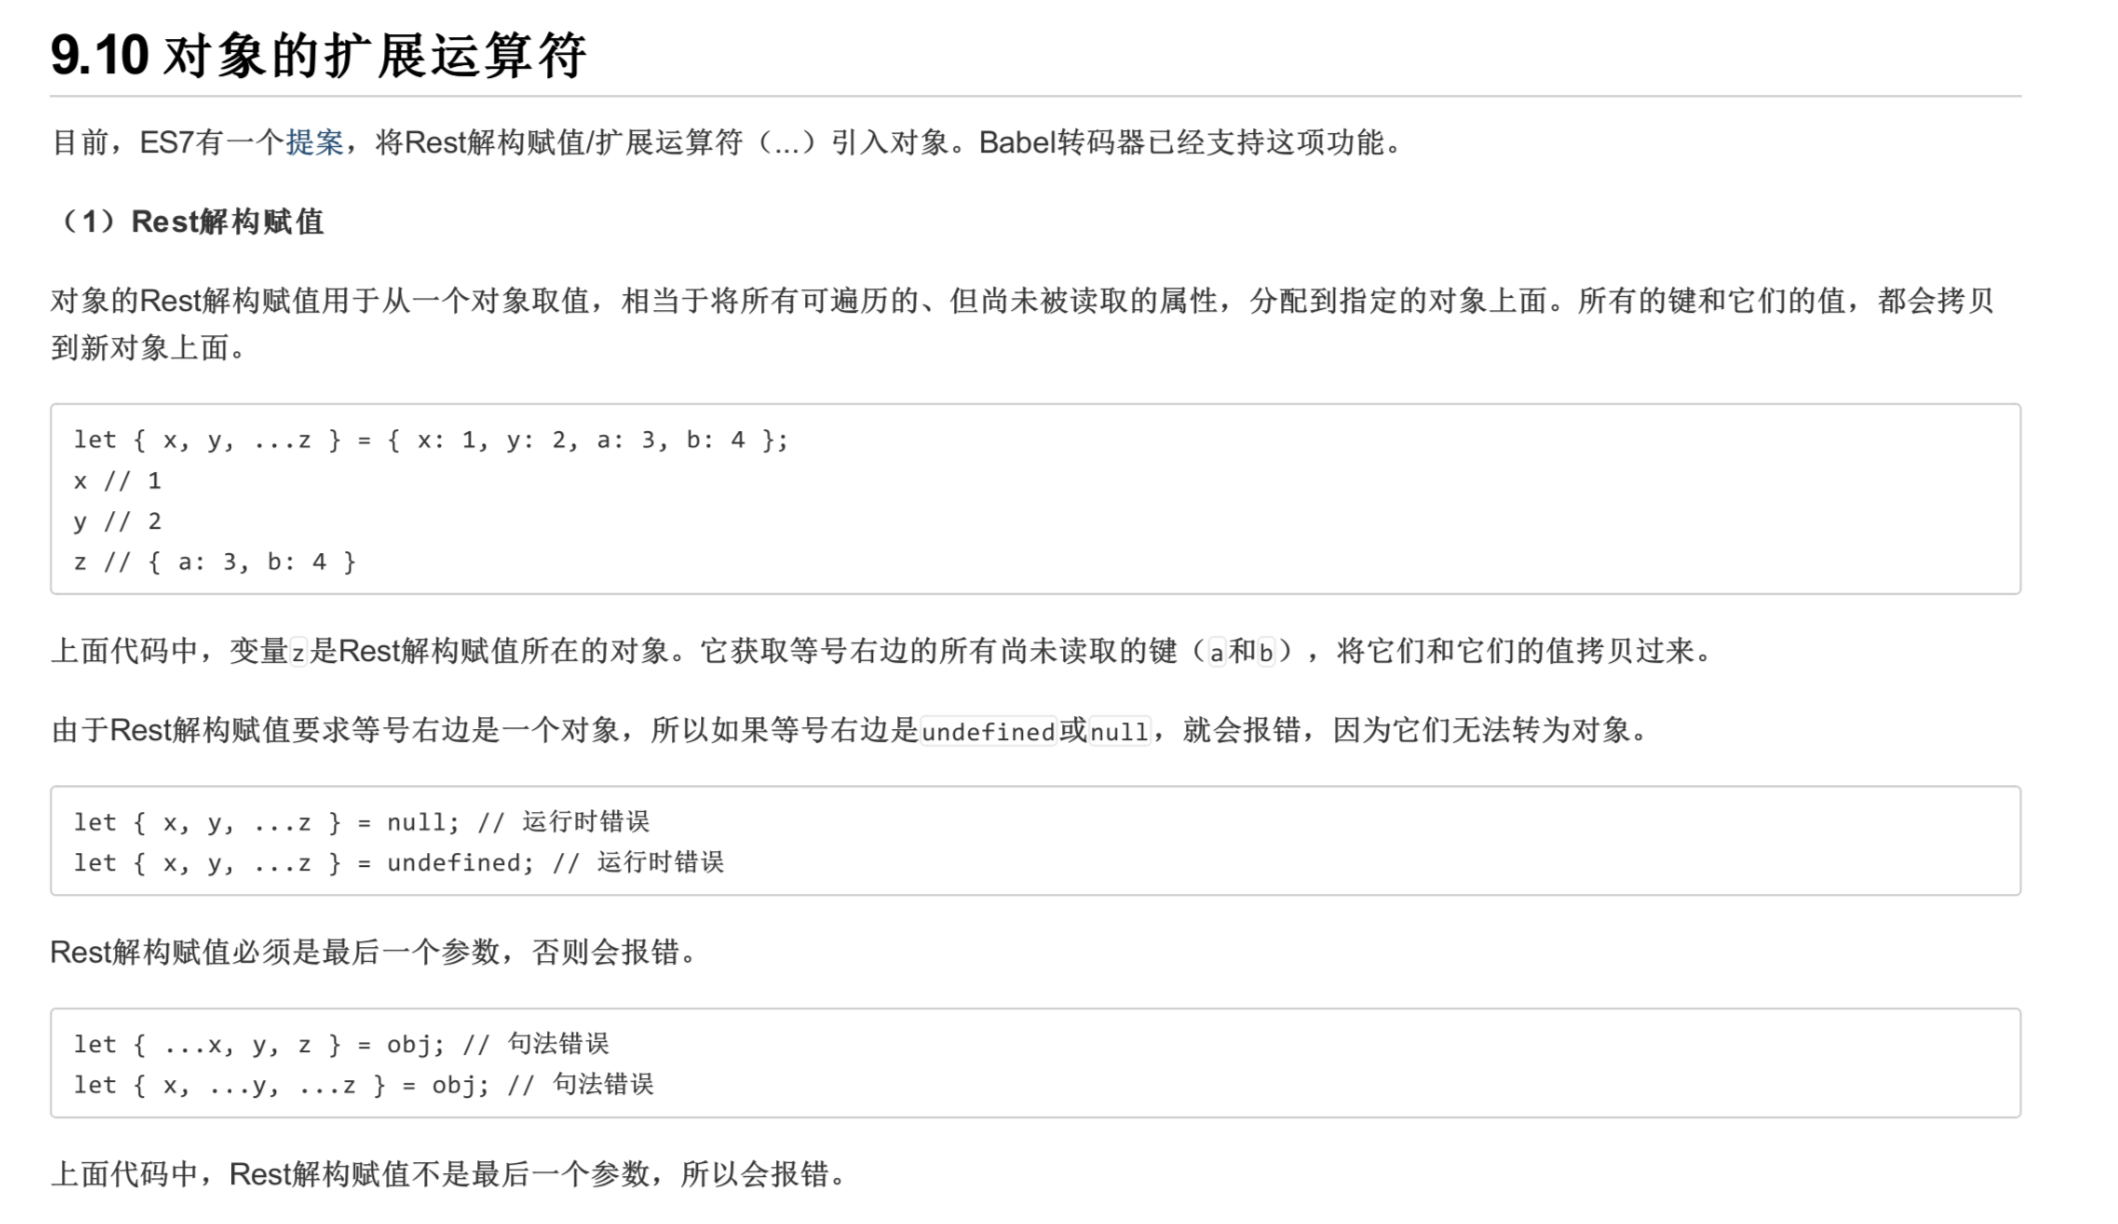 9.10 对象的扩展运算符
目前，ES7有一个提案，将Rest解构赋值/扩展运算符（...）引入对象。Babel转码器已经支持这项功能。
（1）Rest解构赋值
对象的Rest解构赋值用于从一个对象取值，相当于将所有可遍历的、但尚未被读取的属性，分配到指定的对象上面。所有的键和它们的值，都会拷贝
到新对象上面。
let { x, y, ...z } = { x: 1, y: 2, a: 3, b: 4 };
x // 1
y // 2
z // { a: 3, b: 4 }
上面代码中，变量z是Rest解构赋值所在的对象。它获取等号右边的所有尚未读取的键（a和b），将它们和它们的值拷贝过来。
由于Rest解构赋值要求等号右边是一个对象，所以如果等号右边是undefined或null，就会报错，因为它们无法转为对象。
let { x, y, ...z } = null; // 运行时错误
let { x, y, ...z } = undefined; // 运行时错误
Rest解构赋值必须是最后一个参数，否则会报错。
let { ...x, y, z } = obj; // 句法错误
let { x, ...y, ...z } = obj; // 句法错误
上面代码中，Rest解构赋值不是最后一个参数，所以会报错。